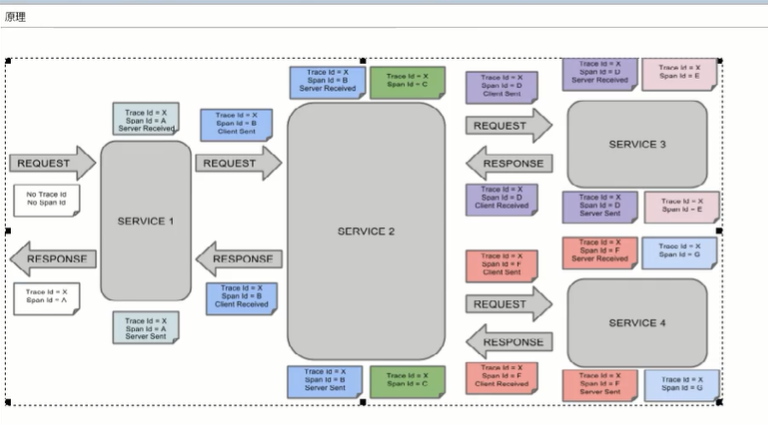 原理
Trace Id = X
Span Id = B
Server Received
Trace Id = X
Span Id = C
Trace Id = X
Span Id = D
Client Sent
Trace Id = X
Span Id = D
Server Received
Trace Id = X
Span Id = E
Trace Id = X
Span Id = A
Server Received
Trace Id = X
Span Id = B
Client Sent
REQUEST
REQUEST
REQUEST
RESPONSE
SERVICE 3
No Trace Id
No Span Id
SERVICE 1
SERVICE 2
Trace Id = X
Span Id = D
Client Received
Trace Id = X
Span Id = D
Server Sent
Trace Id = X
Span Id = E
RESPONSE
RESPONSE
Trace Id = X
Span Id = F
Client Sent
Trace Id = X
Span Id = F
Server Received
Trace Id = X
Span Id = G
Trace Id = X
Span Id = A
Trace Id = X
Span Id = B
Client Received
REQUEST
RESPONSE
SERVICE 4
Trace Id = X
Span Id = A
Server Sent
Trace Id = X
Span Id = B
Server Sent
Trace Id = X
Span Id = C
Trace Id = X
Span Id = F
Client Received
Trace Id = X
Span Id = F
Server Sent
Trace Id = X
Span Id = G